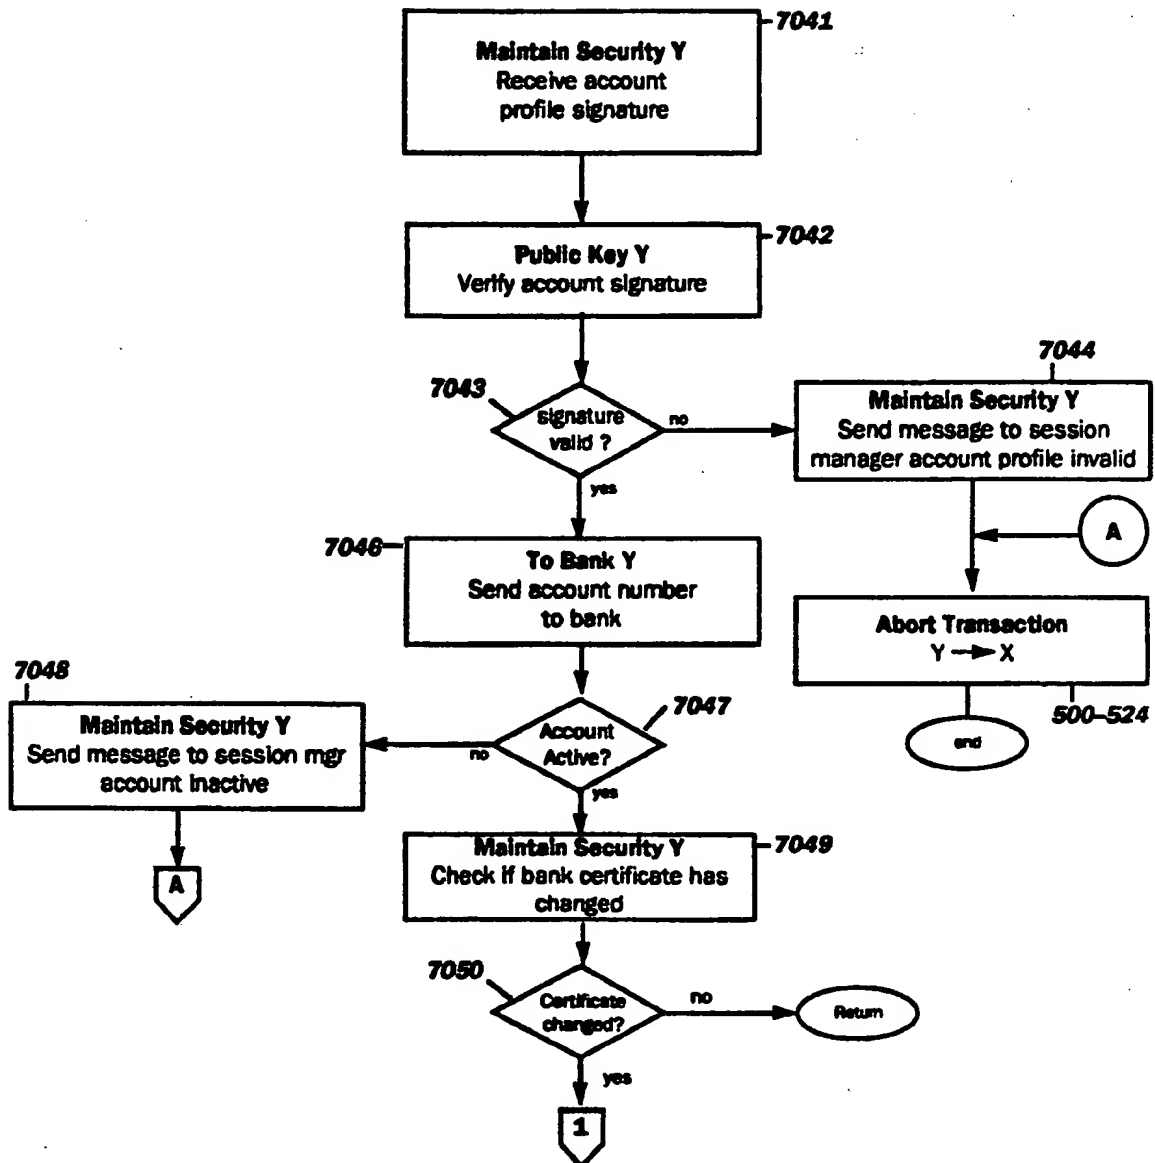 7041
Maintain Security Y
Receive account
profile signature
7042
Public Key Y
Verify account signature
7043
signature
valid ?
no
yes
7044
Maintain Security Y
Send message to session
manager account profile invalid
A
Abort Transaction
Y → X
500–524
end
7046
To Bank Y
Send account number
to bank
7047
Account
Active?
no
yes
7048
Maintain Security Y
Send message to session mgr
account inactive
A
7049
Maintain Security Y
Check if bank certificate has
changed
7050
Certificate
changed?
no
Return
yes
1